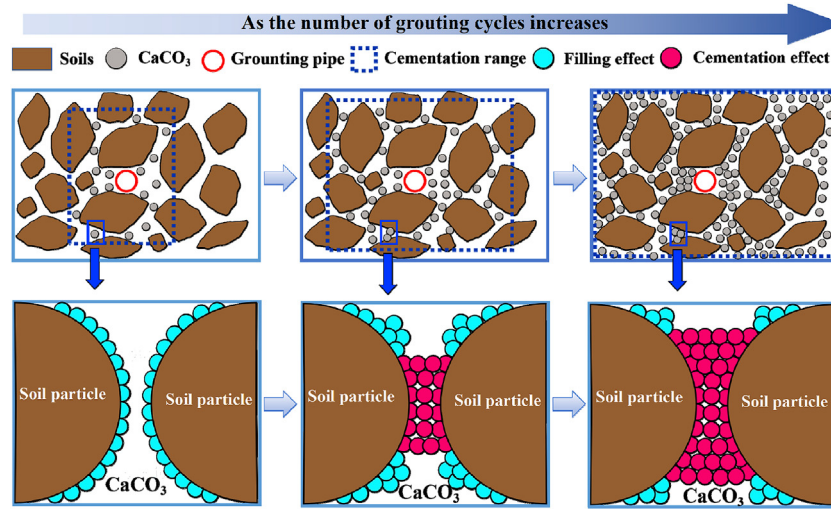 As the number of grouting cycles increases
Soils CaCO₃ Grounting pipe Cementation range Filling effect Cementation effect
Soil particle Soil particle Soil particle Soil particle Soil particle Soil particle
CaCO₃ CaCO₃ CaCO₃